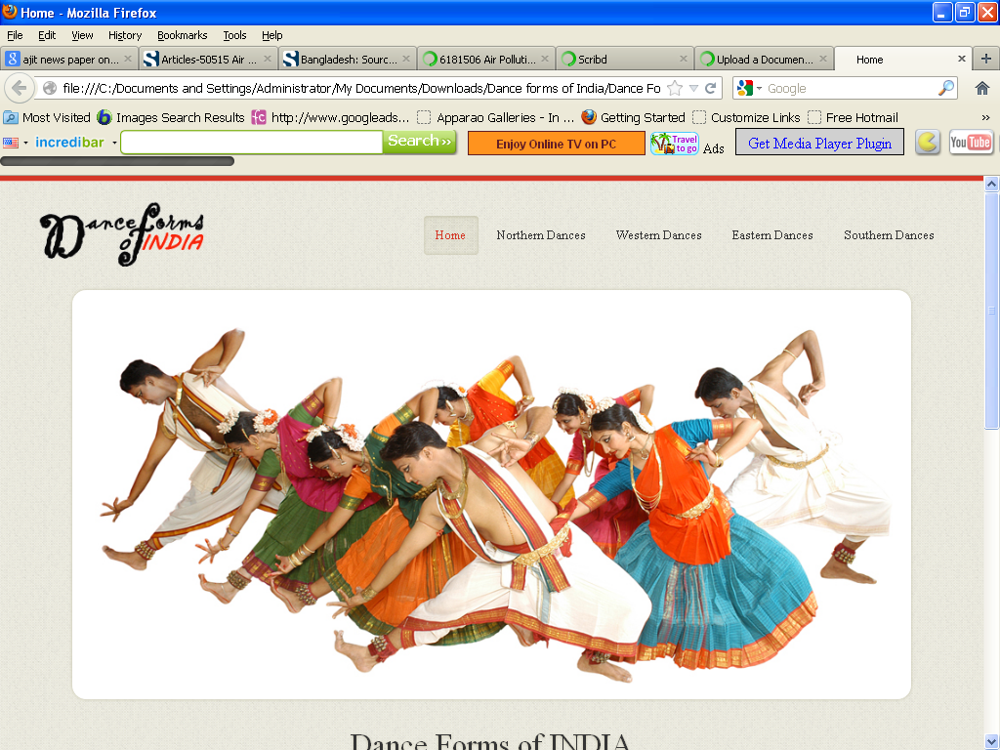 Home - Mozilla Firefox
File Edit View History Bookmarks Tools Help
ajit news paper on... Articles-50515 Air ... Bangladesh: Sourc... 6181506 Air Polluti... Scribd Upload a Documen... Home
file:///C:/Documents and Settings/Administrator/My Documents/Downloads/Dance forms of India/Dance Fo Google
Most Visited Images Search Results http://www.googleads... Apparao Galleries - In ... Getting Started Customize Links Free Hotmail »
incredibar Search›› Enjoy Online TV on PC Travel to go Ads Get Media Player Plugin YouTube
Dance Forms of INDIA
Home Northern Dances Western Dances Eastern Dances Southern Dances
Dance Forms of INDIA